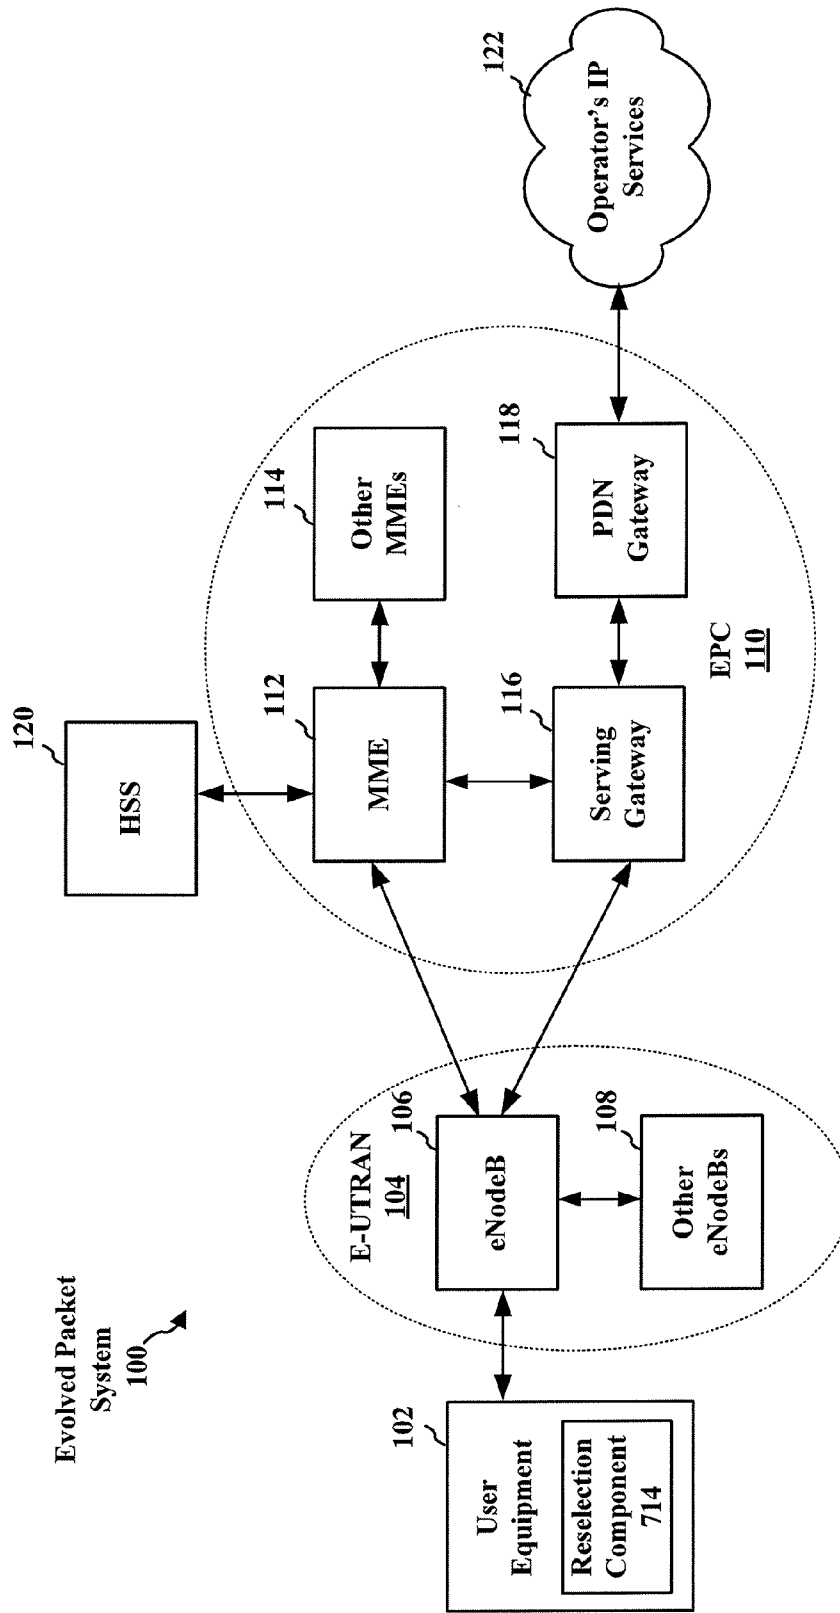 Evolved Packet
System
100
102
User
Equipment
Reselection
Component
714
E-UTRAN
104
106
eNodeB
108
Other
eNodeBs
120
HSS
112
MME
114
Other
MMEs
116
Serving
Gateway
118
PDN
Gateway
EPC
110
122
Operator's IP
Services